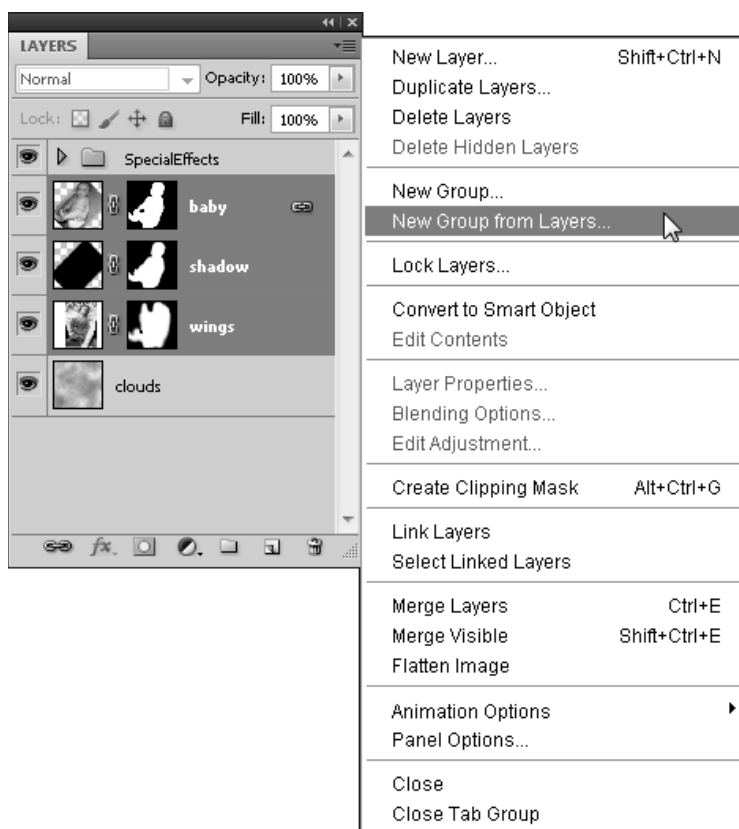 LAYERS
Normal Opacity: 100%
Lock: Fill: 100%
SpecialEffects
baby
shadow
wings
clouds
fx.
New Layer... Shift+Ctrl+N
Duplicate Layers...
Delete Layers
Delete Hidden Layers
New Group...
New Group from Layers...
Lock Layers...
Convert to Smart Object
Edit Contents
Layer Properties...
Blending Options...
Edit Adjustment...
Create Clipping Mask Alt+Ctrl+G
Link Layers
Select Linked Layers
Merge Layers Ctrl+E
Merge Visible Shift+Ctrl+E
Flatten Image
Animation Options
Panel Options...
Close
Close Tab Group